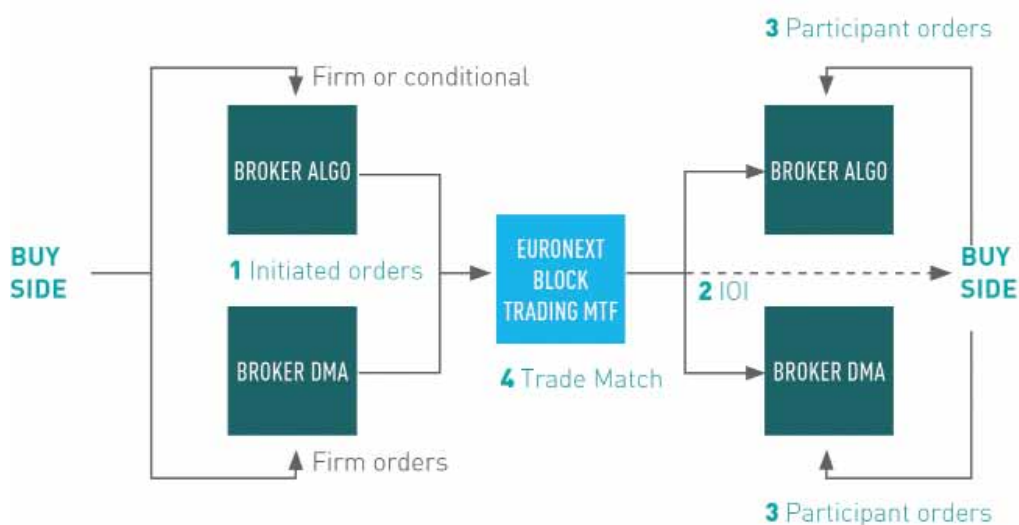 3 Participant orders
Firm or conditional
BROKER ALGO
BROKER ALGO
BUY
SIDE
1 Initiated orders
EURONEXT
BLOCK
TRADING MTF
2 IOI
BUY
SIDE
BROKER DMA
4 Trade Match
BROKER DMA
Firm orders
3 Participant orders